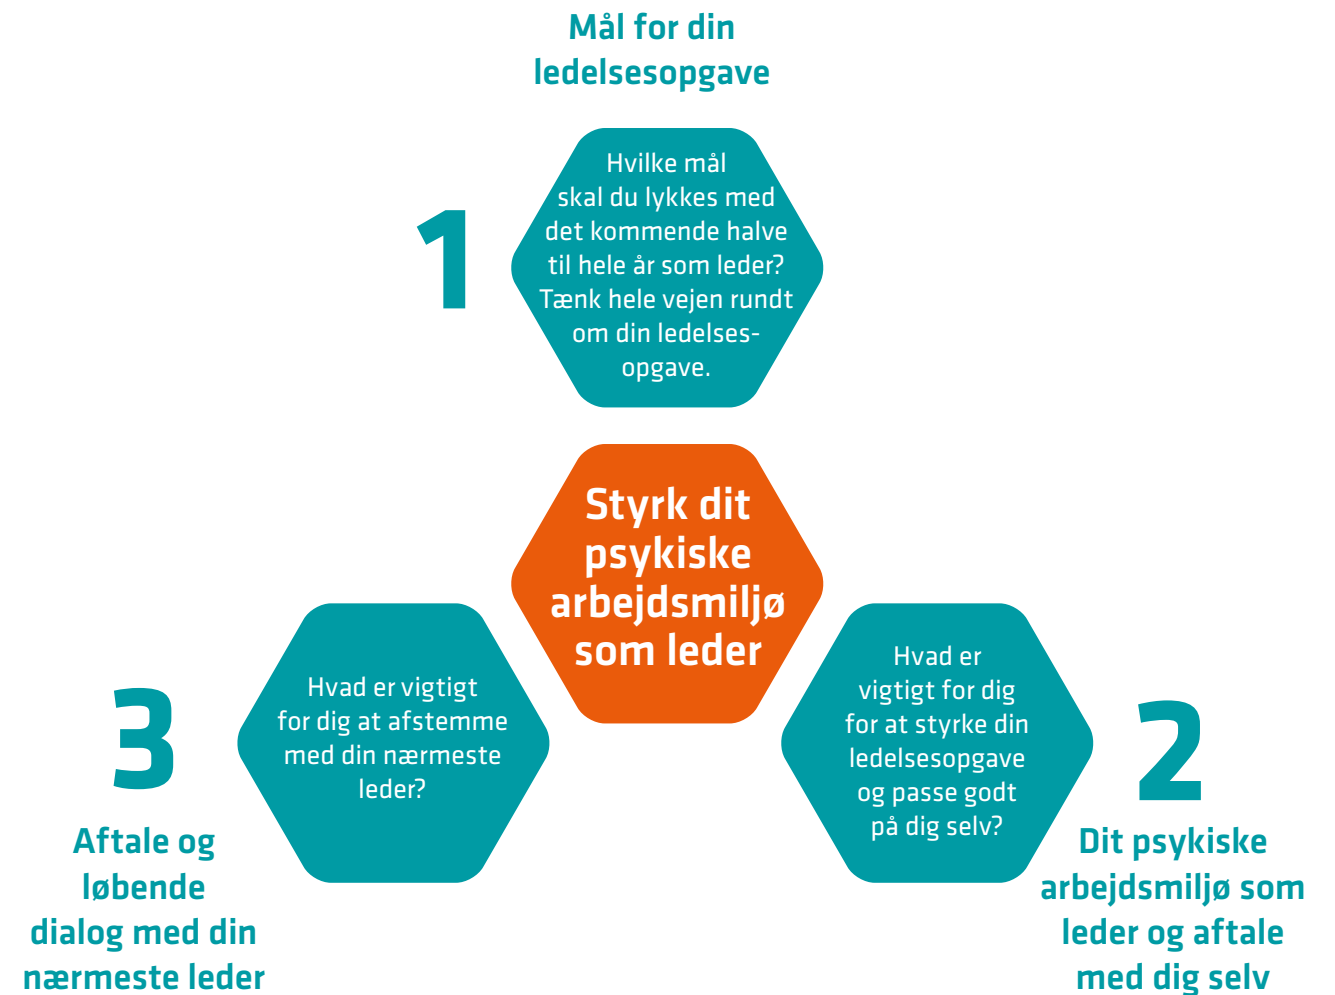 Mål for din
ledelsesopgave
1
Hvilke mål
skal du lykkes med
det kommende halve
til hele år som leder?
Tænk hele vejen rundt
om din ledelses-
opgave.
Styrk dit
psykiske
arbejdsmiljø
som leder
2
Hvad er
vigtigt for dig
for at styrke din
ledelsesopgave
og passe godt
på dig selv?
Dit psykiske
arbejdsmiljø som
leder og aftale
med dig selv
3
Hvad er vigtigt
for dig at afstemme
med din nærmeste
leder?
Aftale og
løbende
dialog med din
nærmeste leder